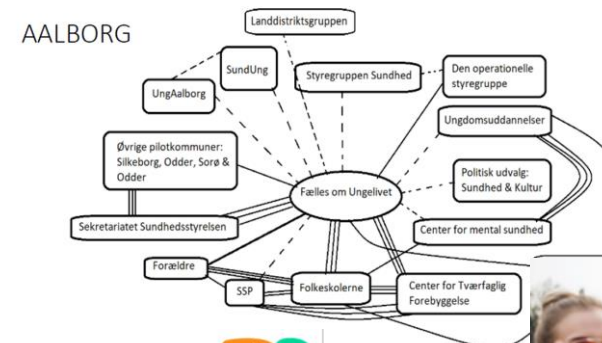 AALBORG
Landdistriktsgruppen
SundUng
Styregruppen Sundhed
Den operationelle
styregruppe
UngAalborg
Ungdomsuddannelser
Øvrige pilotkommuner:
Silkeborg, Odder, Sorø &
Odder
Politisk udvalg:
Sundhed & Kultur
Fælles om Ungelivet
Sekretariatet Sundhedsstyrelsen
Center for mental sundhed
Forældre
SSP
Folkeskolerne
Center for Tværfaglig
Forebyggelse